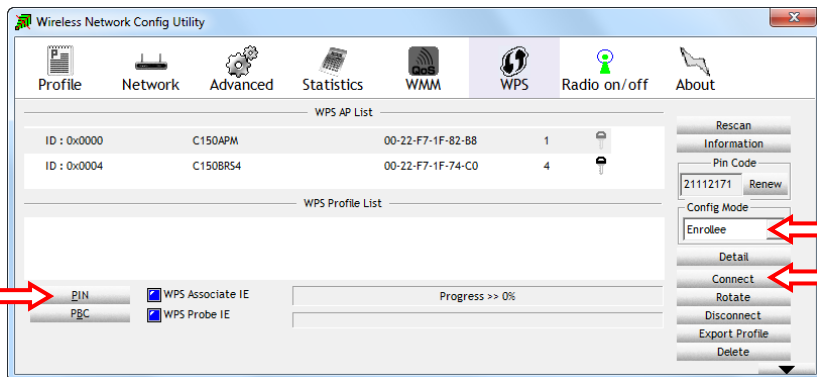 Wireless Network Config Utility
Profile Network Advanced Statistics WMM WPS Radio on/off About
QoS
WPS AP List
ID : 0x0000 C150APM 00-22-F7-1F-82-B8 1
ID : 0x0004 C150BRS4 00-22-F7-1F-74-C0 4
WPS Profile List
PIN
PBC
WPS Associate IE
WPS Probe IE
Progress >> 0%
Rescan
Information
Pin Code
21112171 Renew
Config Mode
Enrollee
Detail
Connect
Rotate
Disconnect
Export Profile
Delete